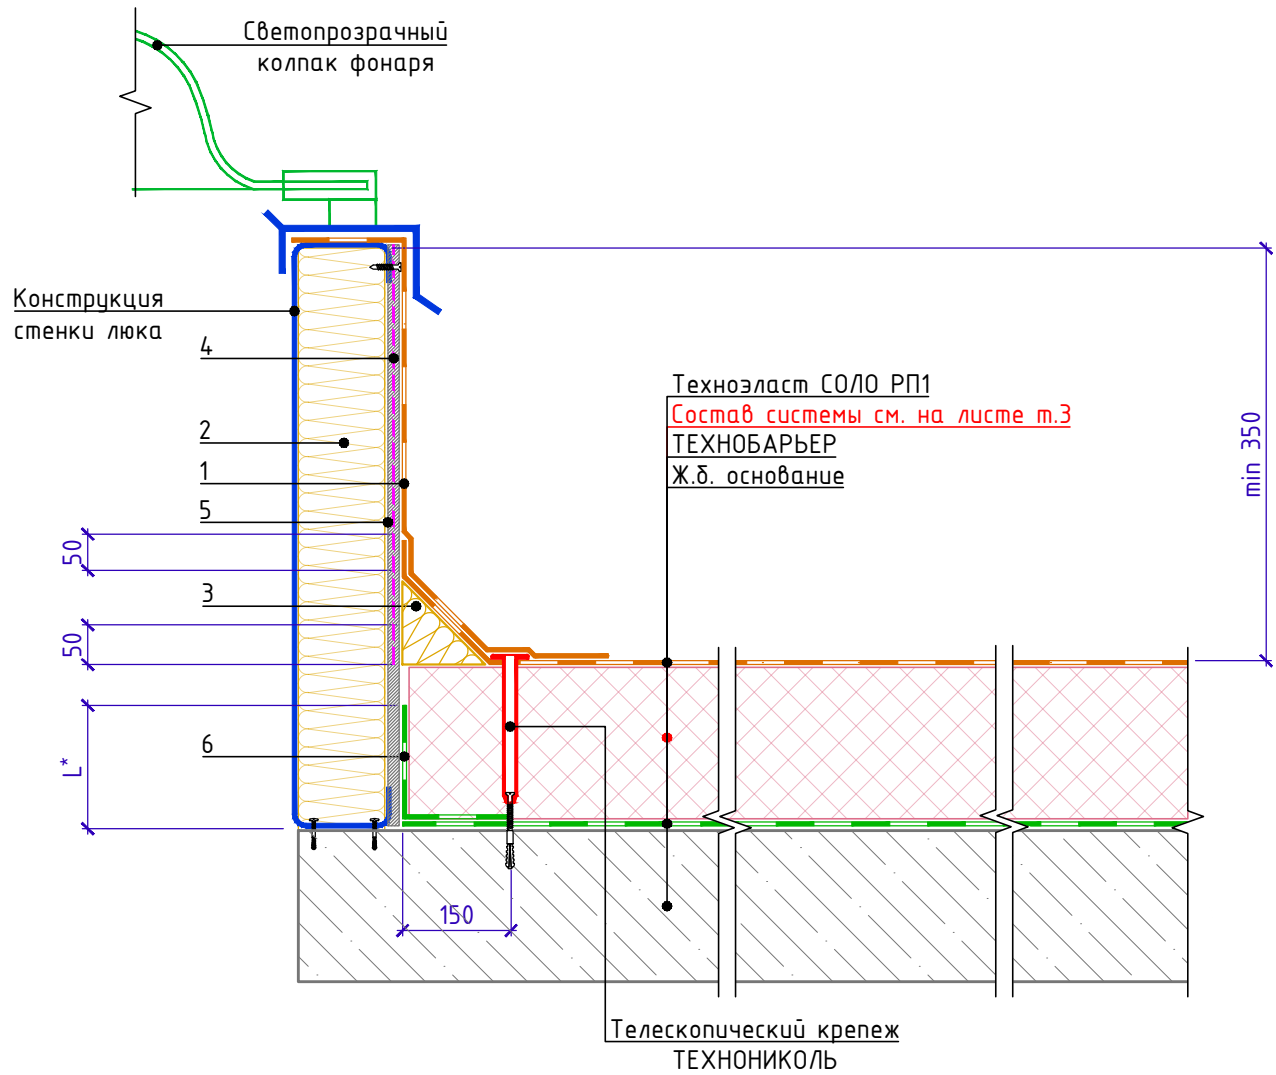 Светопрозрачный
колпак фонаря
Конструкция
стенки люка
4
2
1
5
50
3
50
6
L*
150
Техноэласт СОЛО РП1
Состав системы см. на листе т.3
ТЕХНОБАРЬЕР
Ж.б. основание
min 350
Телескопический крепеж
ТЕХНОНИКОЛЬ